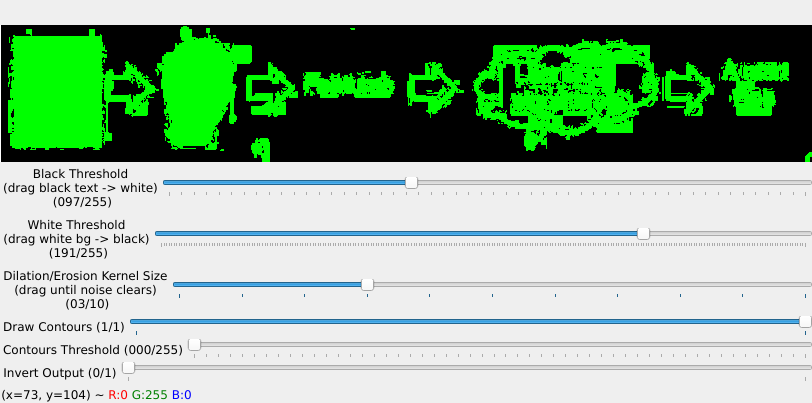 Black Threshold
(drag black text -> white)
(097/255)
White Threshold
(drag white bg -> black)
(191/255)
Dilation/Erosion Kernel Size
(drag until noise clears)
(03/10)
Draw Contours (1/1)
Contours Threshold (000/255)
Invert Output (0/1)
(x=73, y=104) ~ R:0 G:255 B:0